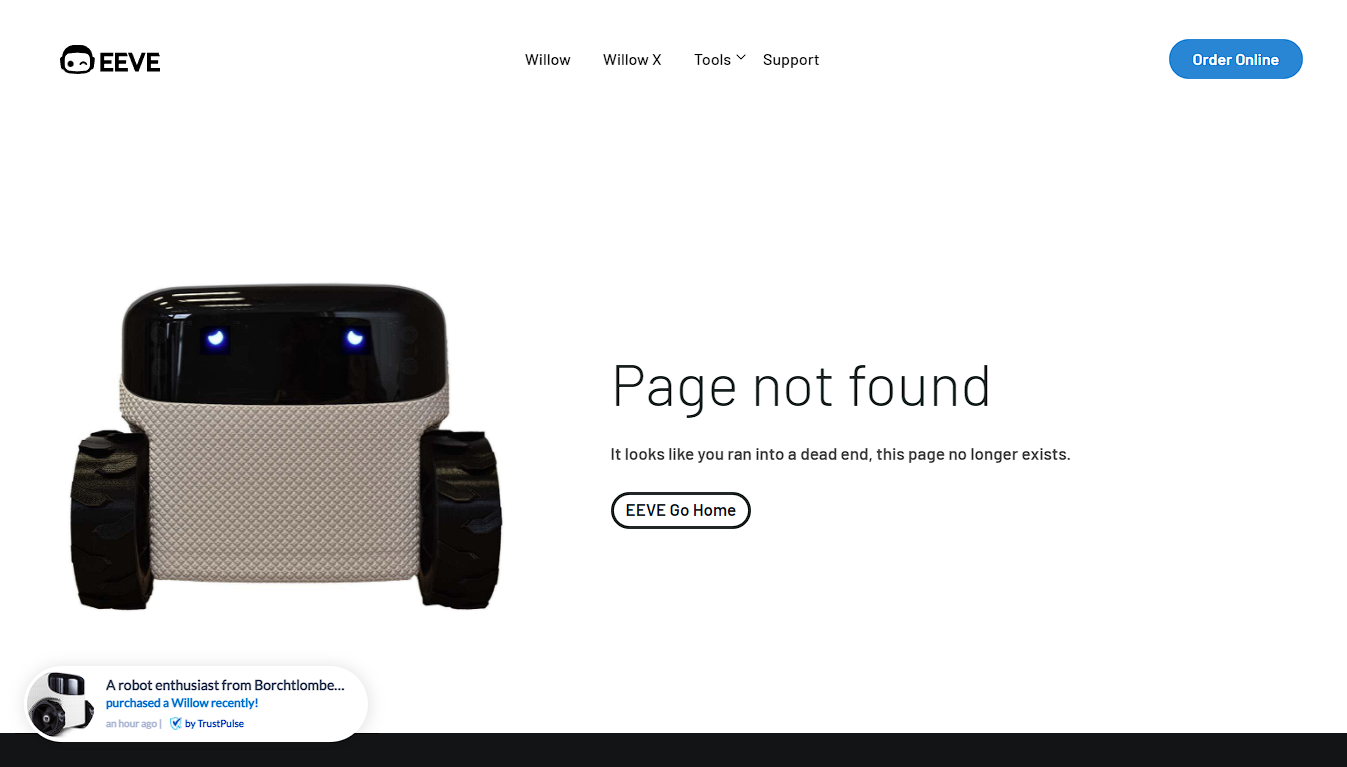 EEVE
Willow
Willow X
Tools
Support
Order Online
Page not found
It looks like you ran into a dead end, this page no longer exists.
EEVE Go Home
A robot enthusiast from Borchtlombe...
purchased a Willow recently!
an hour ago | by TrustPulse